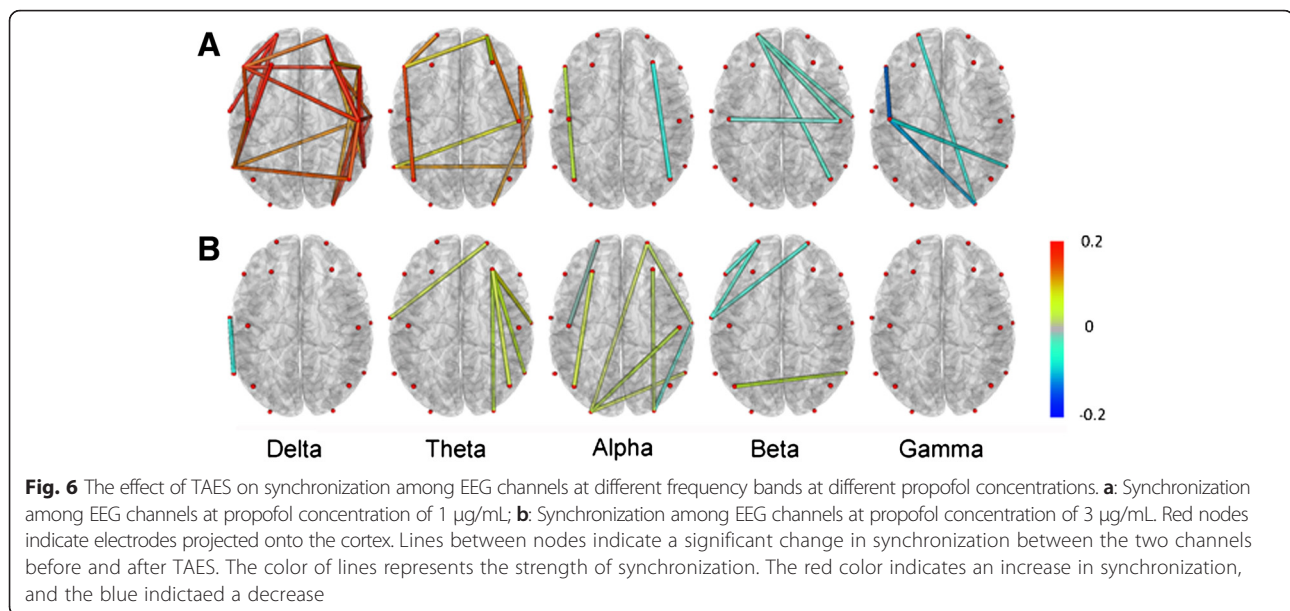 A
B
0.2
0
-0.2
Delta Theta Alpha Beta Gamma
Fig. 6 The effect of TAES on synchronization among EEG channels at different frequency bands at different propofol concentrations. a: Synchronization
among EEG channels at propofol concentration of 1 μg/mL; b: Synchronization among EEG channels at propofol concentration of 3 μg/mL. Red nodes
indicate electrodes projected onto the cortex. Lines between nodes indicate a significant change in synchronization between the two channels
before and after TAES. The color of lines represents the strength of synchronization. The red color indicates an increase in synchronization,
and the blue indictaed a decrease